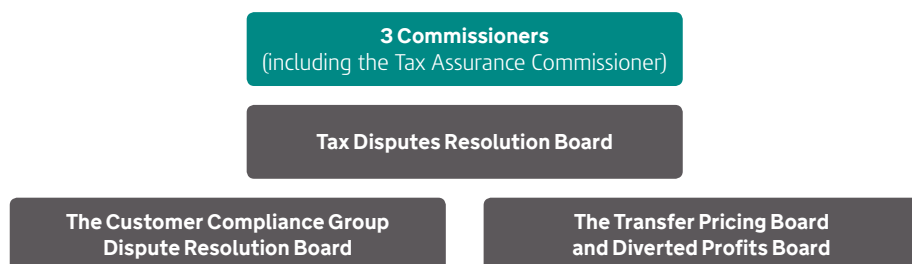 3 Commissioners
(including the Tax Assurance Commissioner)
Tax Disputes Resolution Board
The Customer Compliance Group
Dispute Resolution Board
The Transfer Pricing Board
and Diverted Profits Board